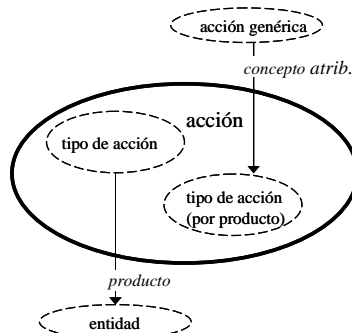 acción genérica
concepto atrib.
acción
tipo de acción
tipo de acción
(por producto)
producto
entidad